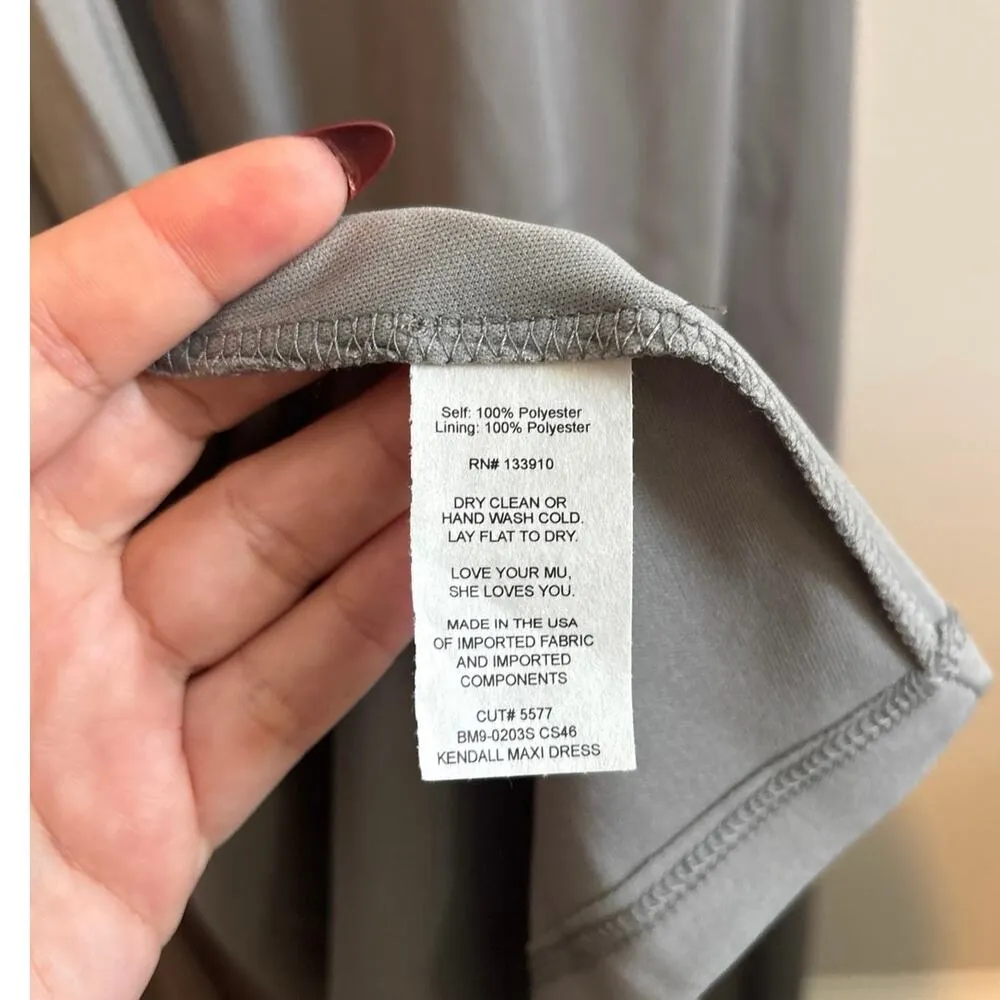 Self: 100% Polyester
Lining: 100% Polyester
RN# 133910
DRY CLEAN OR
HAND WASH COLD.
LAY FLAT TO DRY.
LOVE YOUR MU,
SHE LOVES YOU.
MADE IN THE USA
OF IMPORTED FABRIC
AND IMPORTED
COMPONENTS
CUT# 5577
BM9-0203S CS46
KENDALL MAXI DRESS